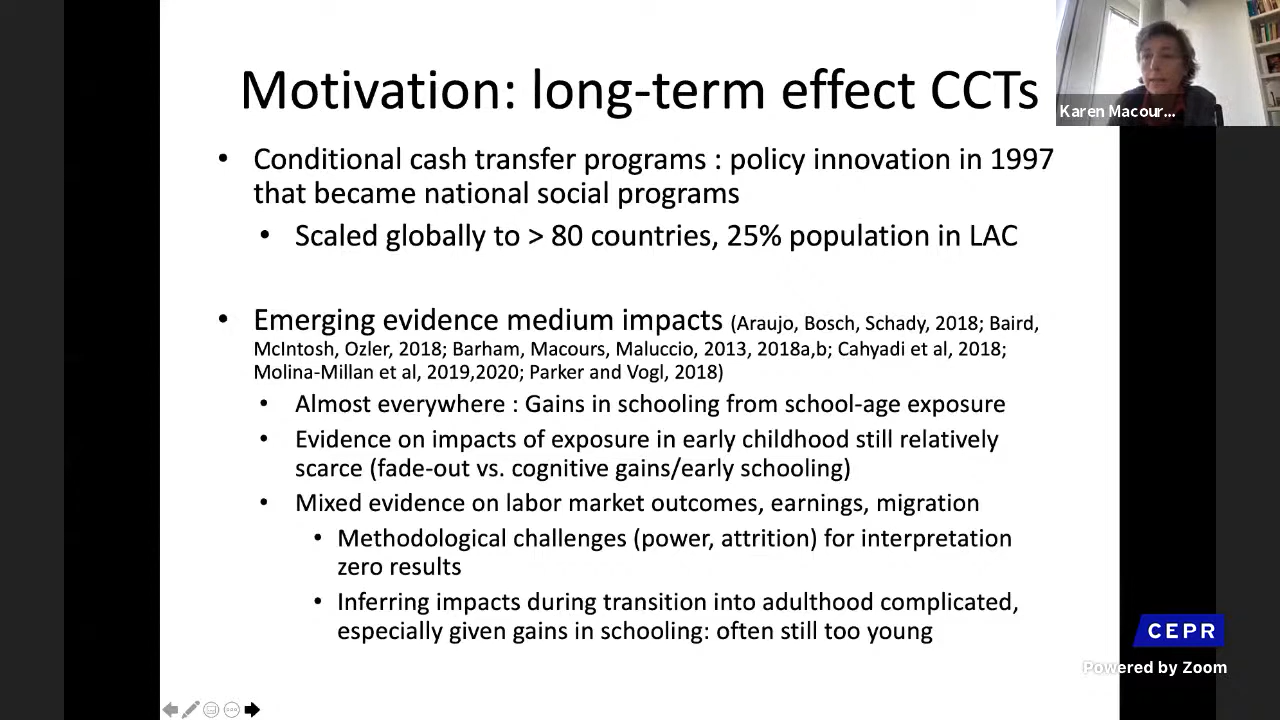 Motivation: long-term effect CCTs
Karen Macour...
• Conditional cash transfer programs : policy innovation in 1997
that became national social programs
• Scaled globally to > 80 countries, 25% population in LAC
• Emerging evidence medium impacts (Araujo, Bosch, Schady, 2018; Baird,
McIntosh, Ozler, 2018; Barham, Macours, Maluccio, 2013, 2018a,b; Cahyadi et al, 2018;
Molina-Millan et al, 2019,2020; Parker and Vogl, 2018)
• Almost everywhere : Gains in schooling from school-age exposure
• Evidence on impacts of exposure in early childhood still relatively
scarce (fade-out vs. cognitive gains/early schooling)
• Mixed evidence on labor market outcomes, earnings, migration
• Methodological challenges (power, attrition) for interpretation
zero results
• Inferring impacts during transition into adulthood complicated,
especially given gains in schooling: often still too young
CEPR
Powered by Zoom